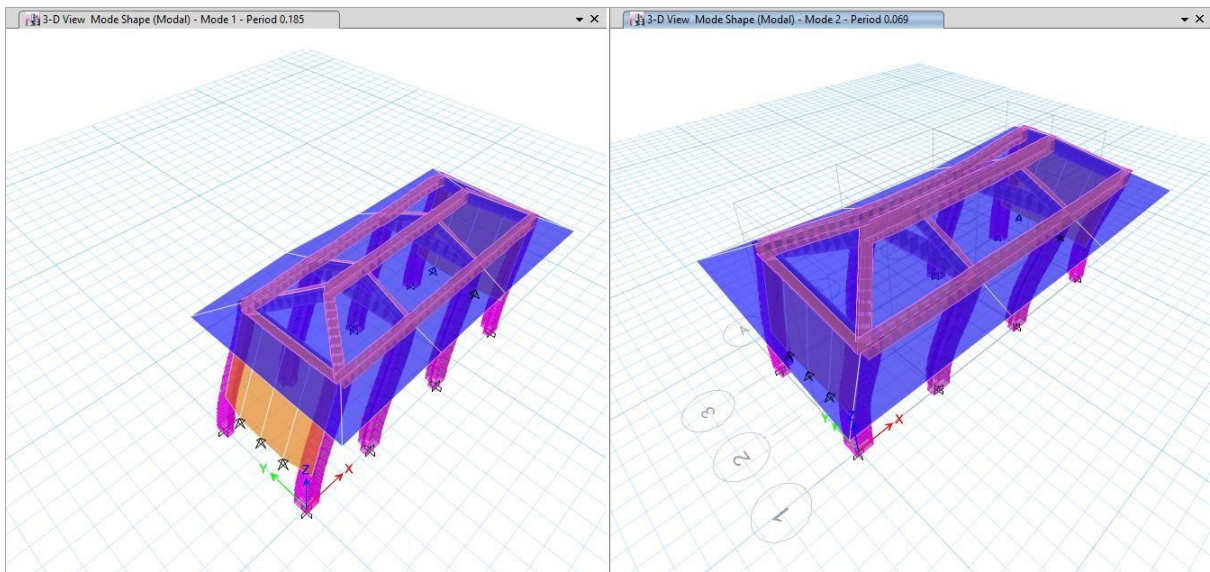 3-D View Mode Shape (Modal) - Mode 1 - Period 0.185
3-D View Mode Shape (Modal) - Mode 2 - Period 0.069
Y
Z
X
4
3
2
1
Y
Z
X